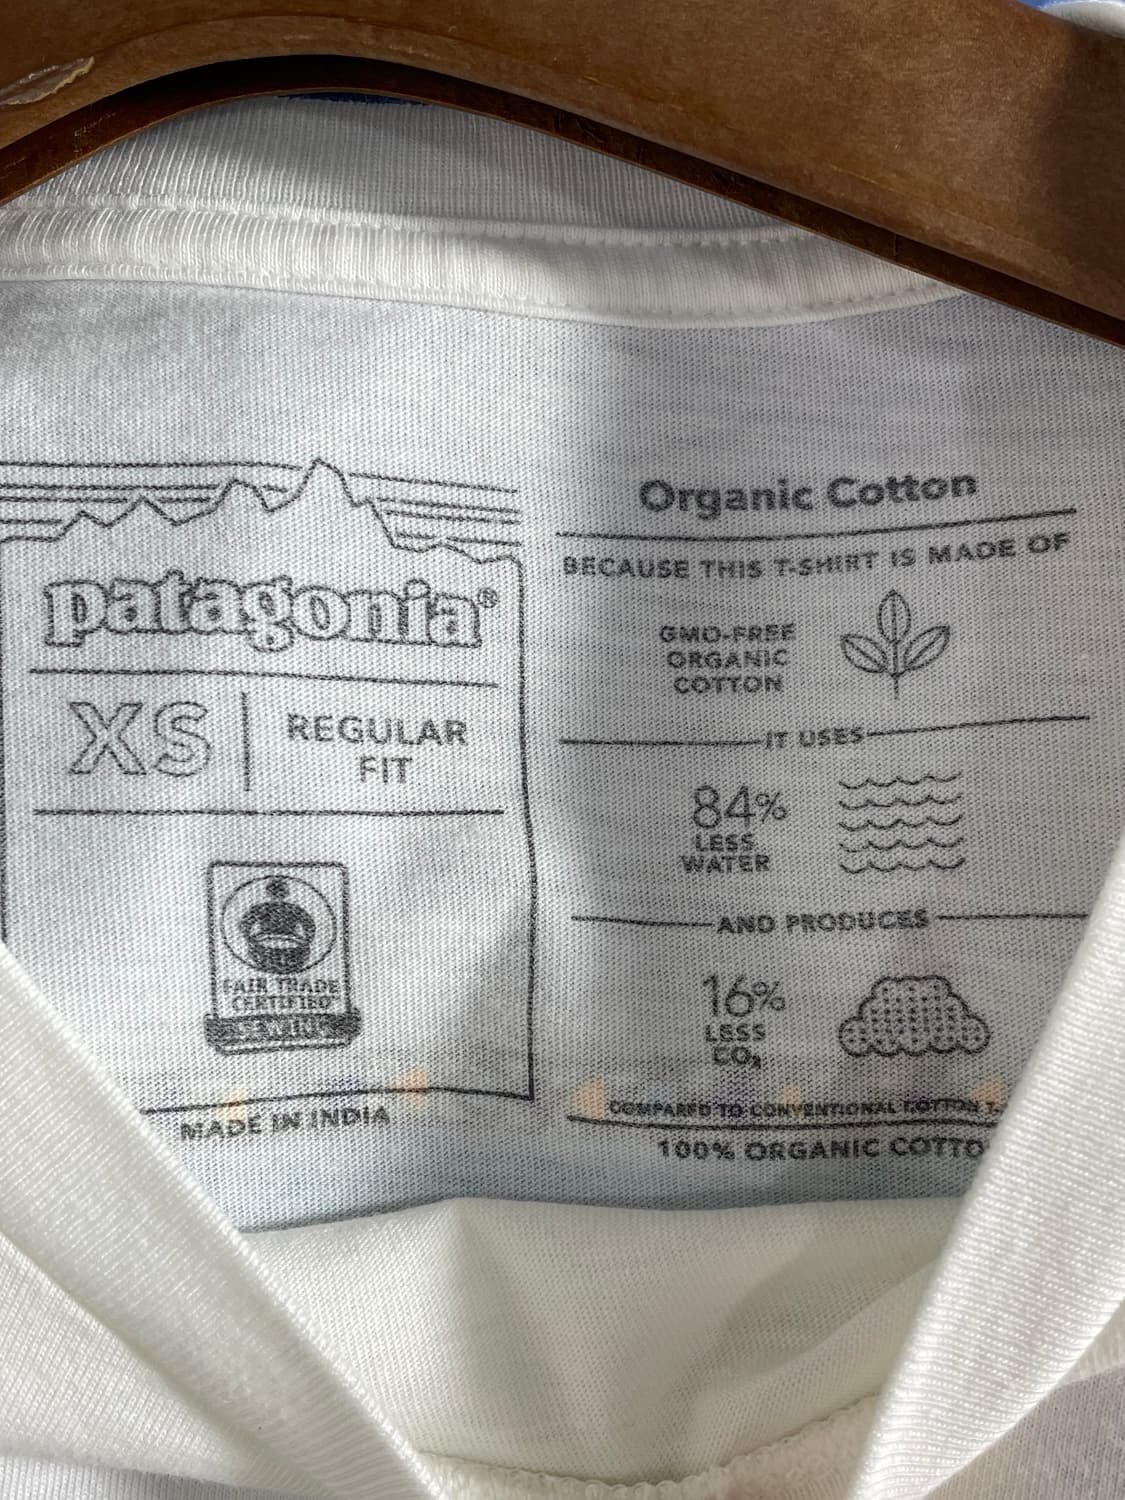 patagonia®
XS
REGULAR
FIT
FAIR TRADE
CERTIFIED
SEWING
MADE IN INDIA
Organic Cotton
BECAUSE THIS T-SHIRT IS MADE OF
GMO-FREE
ORGANIC
COTTON
IT USES
84%
LESS
WATER
AND PRODUCES
16%
LESS
CO₂
COMPARED TO CONVENTIONAL COTTON T
100% ORGANIC COTTO